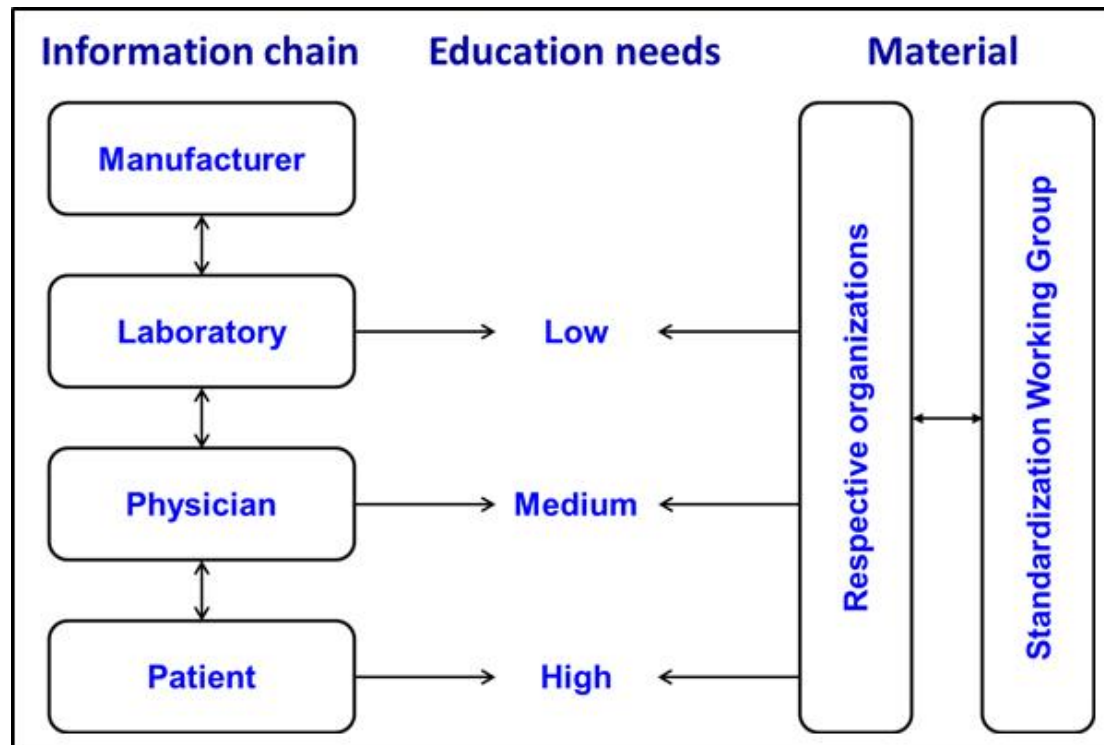 Information chain
Education needs
Material
Manufacturer
Laboratory
Low
Physician
Medium
Patient
High
Respective organizations
Standardization Working Group